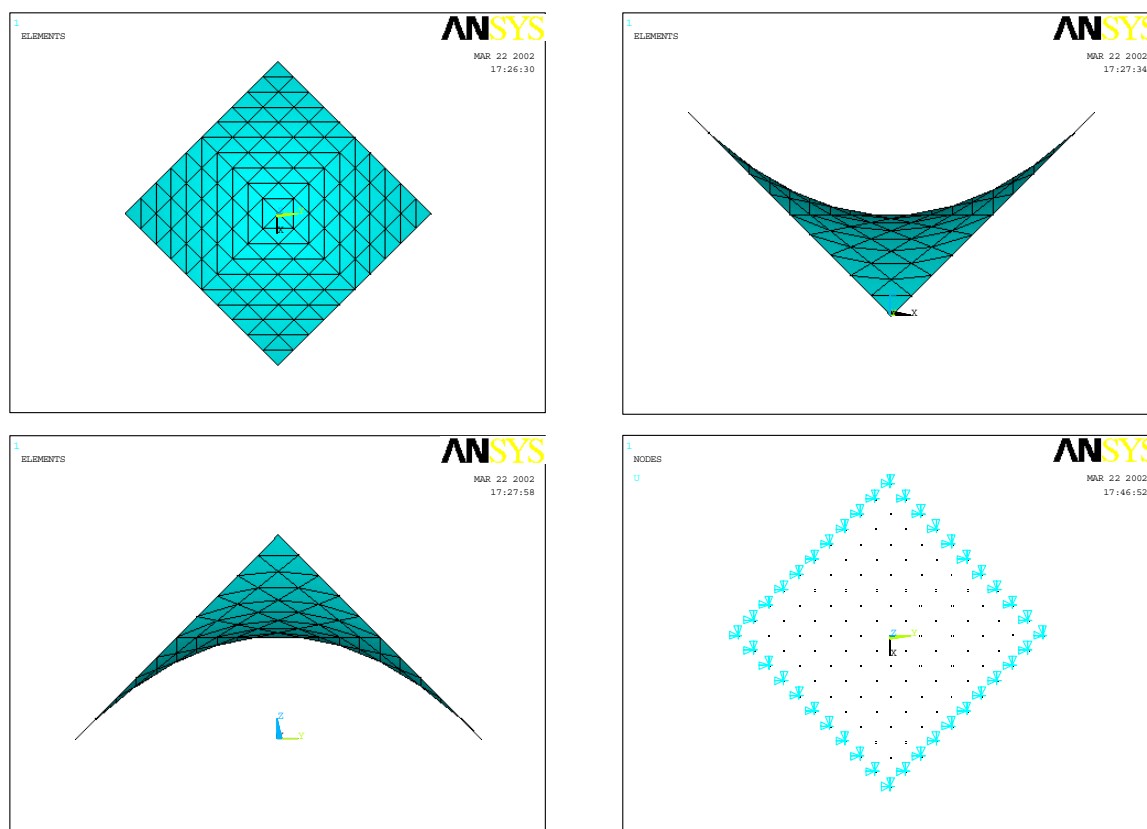 1
ANSYS
ELEMENTS
MAR 22 2002
17:26:30
X
1
ANSYS
ELEMENTS
MAR 22 2002
17:27:34
X
1
ANSYS
ELEMENTS
MAR 22 2002
17:27:58
Z
Y
1
ANSYS
NODES
U
MAR 22 2002
17:46:52
Z
Y
X